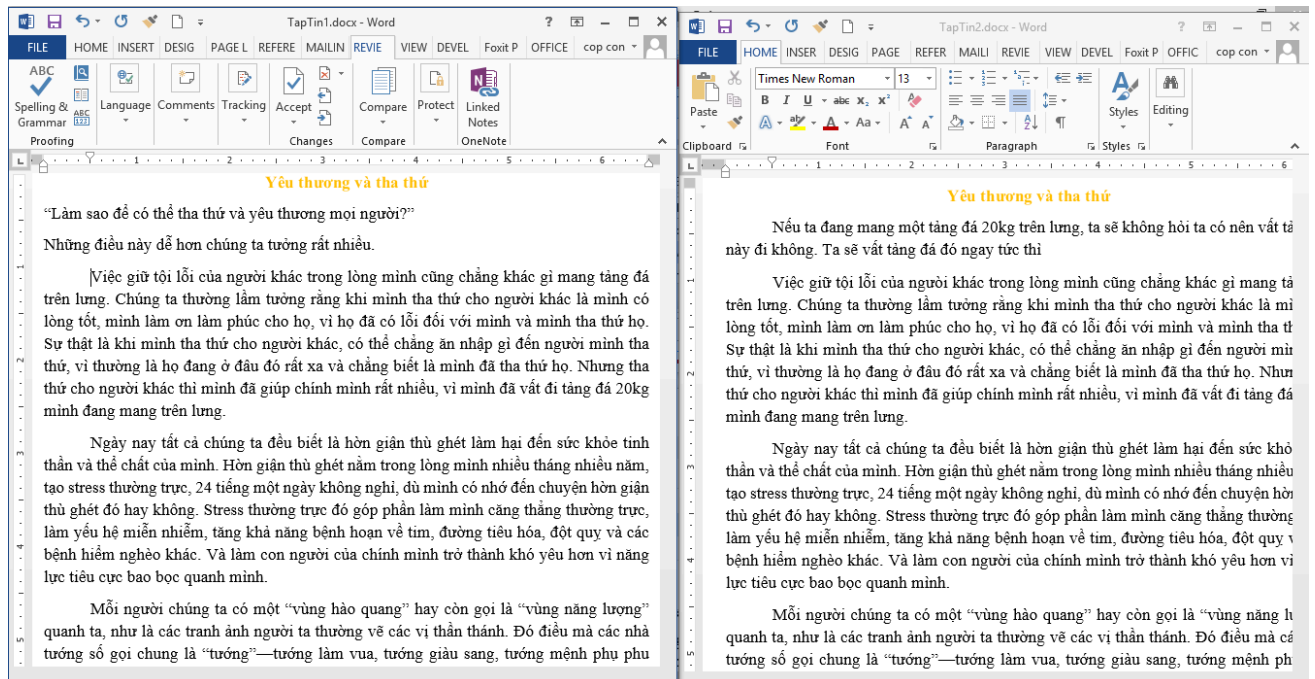 TapTin1.docx - Word
FILE HOME INSERT DESIG PAGE L REFERE MAILIN REVIE VIEW DEVEL Foxit P OFFICE cop con
ABC
Spelling & Grammar
Language Comments Tracking Accept Compare Protect Linked Notes
ABC 123
Proofing Changes Compare OneNote
1 2 3 4 5 6
Yêu thương và tha thứ
“Làm sao để có thể tha thứ và yêu thương mọi người?”
Những điều này dễ hơn chúng ta tưởng rất nhiều.
Việc giữ tội lỗi của người khác trong lòng mình cũng chẳng khác gì mang tảng đá
trên lưng. Chúng ta thường lầm tưởng rằng khi mình tha thứ cho người khác là mình có
lòng tốt, mình làm ơn làm phúc cho họ, vì họ đã có lỗi đối với mình và mình tha thứ họ.
Sự thật là khi mình tha thứ cho người khác, có thể chẳng ăn nhập gì đến người mình tha
thứ, vì thường là họ đang ở đâu đó rất xa và chẳng biết là mình đã tha thứ họ. Nhưng tha
thứ cho người khác thì mình đã giúp chính mình rất nhiều, vì mình đã vất đi tảng đá 20kg
mình đang mang trên lưng.
Ngày nay tất cả chúng ta đều biết là hờn giận thù ghét làm hại đến sức khỏe tinh
thần và thể chất của mình. Hờn giận thù ghét nằm trong lòng mình nhiều tháng nhiều năm,
tạo stress thường trực, 24 tiếng một ngày không nghỉ, dù mình có nhớ đến chuyện hờn giận
thù ghét đó hay không. Stress thường trực đó góp phần làm mình căng thẳng thường trực,
làm yếu hệ miễn nhiễm, tăng khả năng bệnh hoạn về tim, đường tiêu hóa, đột quỵ và các
bệnh hiểm nghèo khác. Và làm con người của chính mình trở thành khó yêu hơn vì năng
lực tiêu cực bao bọc quanh mình.
Mỗi người chúng ta có một “vùng hào quang” hay còn gọi là “vùng năng lượng”
quanh ta, như là các tranh ảnh người ta thường vẽ các vị thần thánh. Đó điều mà các nhà
tướng số gọi chung là “tướng”—tướng làm vua, tướng giàu sang, tướng mệnh phụ phu
TapTin2.docx - Word
FILE HOME INSER DESIG PAGE REFER MAILI REVIE VIEW DEVEL Foxit P OFFIC cop con
Times New Roman 13
B I U abc X₂ X²
A aby A Aa A A
Paste Styles Editing
Clipboard Font Paragraph Styles
1 2 3 4 5 6
Yêu thương và tha thứ
Nếu ta đang mang một tảng đá 20kg trên lưng, ta sẽ không hỏi ta có nên vất tả
này đi không. Ta sẽ vất tảng đá đó ngay tức thì
Việc giữ tội lỗi của người khác trong lòng mình cũng chẳng khác gì mang tả
trên lưng. Chúng ta thường lầm tưởng rằng khi mình tha thứ cho người khác là mì
lòng tốt, mình làm ơn làm phúc cho họ, vì họ đã có lỗi đối với mình và mình tha th
Sự thật là khi mình tha thứ cho người khác, có thể chẳng ăn nhập gì đến người mìn
thứ, vì thường là họ đang ở đâu đó rất xa và chẳng biết là mình đã tha thứ họ. Như
thứ cho người khác thì mình đã giúp chính mình rất nhiều, vì mình đã vất đi tảng đá
mình đang mang trên lưng.
Ngày nay tất cả chúng ta đều biết là hờn giận thù ghét làm hại đến sức khỏ
thần và thể chất của mình. Hờn giận thù ghét nằm trong lòng mình nhiều tháng nhiều
tạo stress thường trực, 24 tiếng một ngày không nghỉ, dù mình có nhớ đến chuyện hờn
thù ghét đó hay không. Stress thường trực đó góp phần làm mình căng thẳng thường
làm yếu hệ miễn nhiễm, tăng khả năng bệnh hoạn về tim, đường tiêu hóa, đột quỵ v
bệnh hiểm nghèo khác. Và làm con người của chính mình trở thành khó yêu hơn vì
lực tiêu cực bao bọc quanh mình.
Mỗi người chúng ta có một “vùng hào quang” hay còn gọi là “vùng năng lư
quanh ta, như là các tranh ảnh người ta thường vẽ các vị thần thánh. Đó điều mà cá
tướng số gọi chung là “tướng”—tướng làm vua, tướng giàu sang, tướng mệnh ph